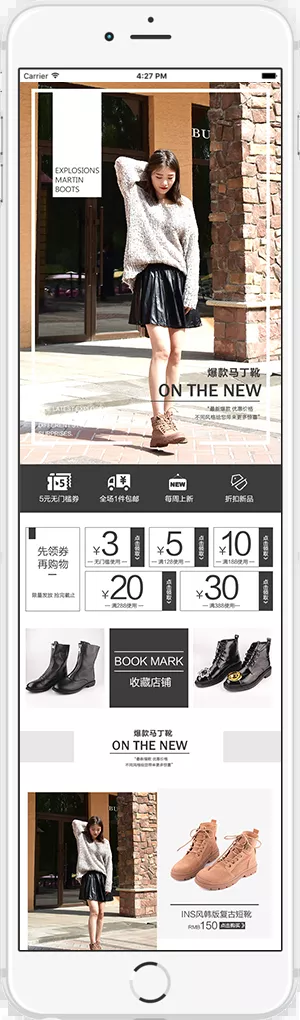 Carrier
4:27 PM
BU
EXPLOSIONS
MARTIN
BOOTS
爆款马丁靴
ON THE NEW
"最新爆款 优惠价格
不同风格给您带来更多惊喜"
5元无门槛券
全场1件包邮
NEW
每周上新
折扣新品
先领券
再购物
限量发放 抢完截止
¥3
无门槛使用
点击领取
¥5
满168使用
点击领取
¥10
满188使用
点击领取
¥20
满288使用
点击领取
¥30
满388使用
点击领取
BOOK MARK
收藏店铺
爆款马丁靴
ON THE NEW
"最新爆款 优惠价格
不同风格给您带来更多惊喜"
INS风韩版复古短靴
RMB150 点击购买